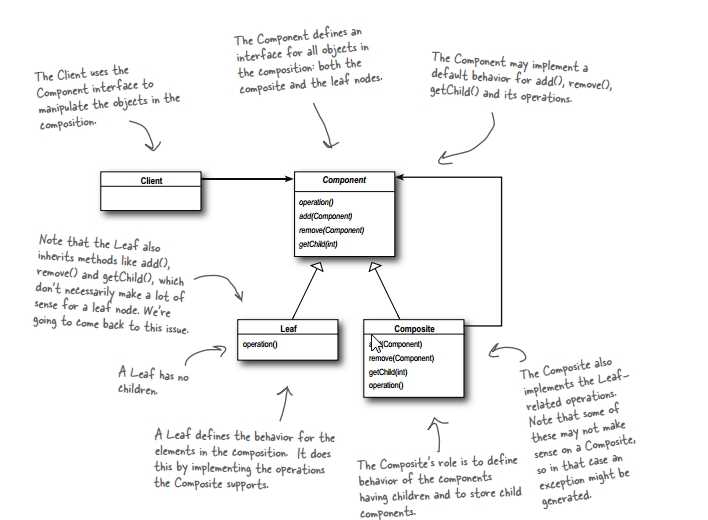 The Component defines an
interface for all objects in
the composition: both the
composite and the leaf nodes.
The Client uses the
Component interface to
manipulate the objects in the
composition.
The Component may implement a
default behavior for add(), remove(),
getChild() and its operations.
Client
Component
operation()
add(Component)
remove(Component)
getChild(int)
Note that the Leaf also
inherits methods like add(),
remove() and getChild(), which
don't necessarily make a lot of
sense for a leaf node. We're
going to come back to this issue.
Leaf
operation()
Composite
add(Component)
remove(Component)
getChild(int)
operation()
A Leaf has no
children.
The Composite also
implements the Leaf-
related operations.
Note that some of
these may not make
sense on a Composite,
so in that case an
exception might be
generated.
A Leaf defines the behavior for the
elements in the composition. It does
this by implementing the operations
the Composite supports.
The Composite's role is to define
behavior of the components
having children and to store child
components.